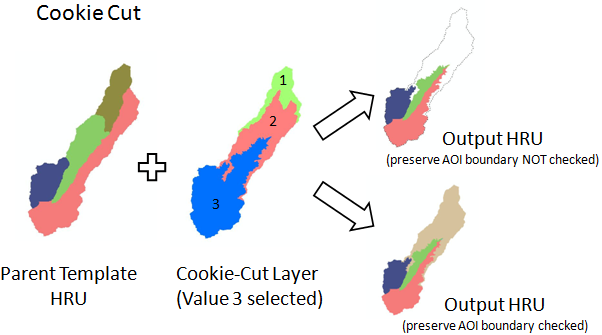 Cookie Cut
1
2
3
Parent Template
HRU
Cookie-Cut Layer
(Value 3 selected)
Output HRU
(preserve AOI boundary NOT checked)
Output HRU
(preserve AOI boundary checked)